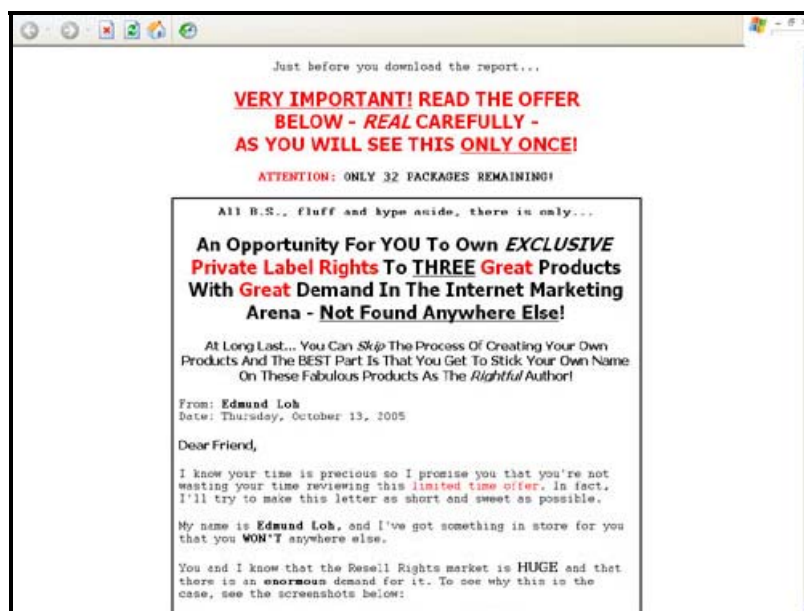 Just before you download the report...
VERY IMPORTANT! READ THE OFFER
BELOW - REAL CAREFULLY -
AS YOU WILL SEE THIS ONLY ONCE!
ATTENTION: ONLY 32 PACKAGES REMAINING!
All B.S., fluff and hype aside, there is only...
An Opportunity For YOU To Own EXCLUSIVE
Private Label Rights To THREE Great Products
With Great Demand In The Internet Marketing
Arena - Not Found Anywhere Else!
At Long Last... You Can Skip The Process Of Creating Your Own
Products And The BEST Part Is That You Get To Stick Your Own Name
On These Fabulous Products As The Rightful Author!
From: Edmund Loh
Date: Thursday, October 13, 2005
Dear Friend,
I know your time is precious so I promise you that you're not
wasting your time reviewing this limited time offer. In fact,
I'll try to make this letter as short and sweet as possible.
My name is Edmund Loh, and I've got something in store for you
that you WON'T anywhere else.
You and I know that the Resell Rights market is HUGE and that
there is an enormous demand for it. To see why this is the
case, see the screenshots below: